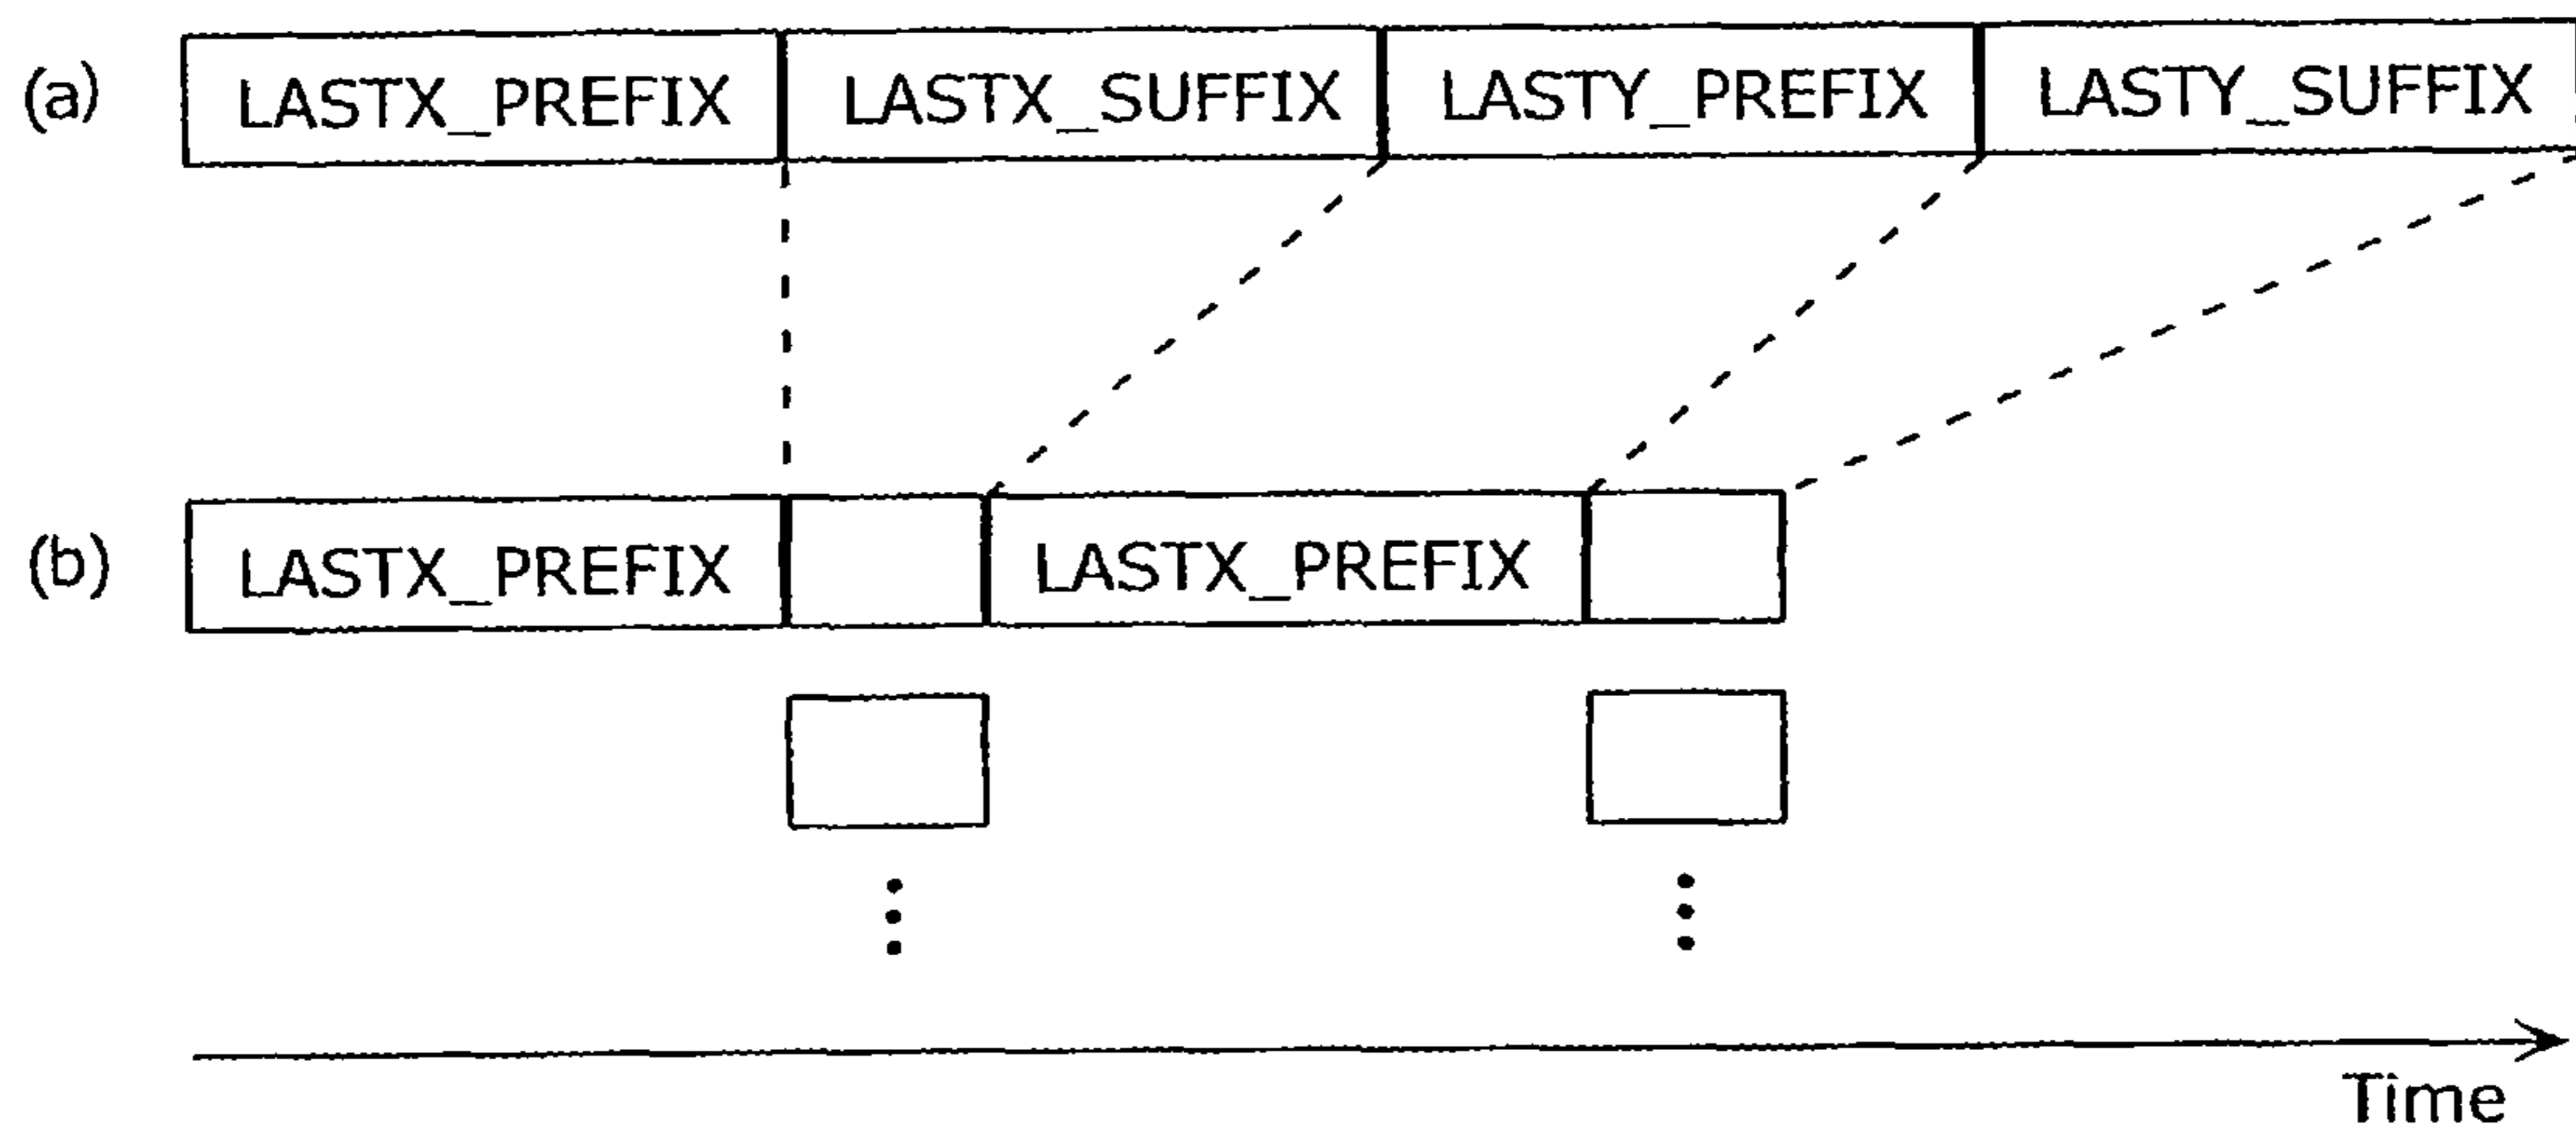 (a) LASTX_PREFIX LASTX_SUFFIX LASTY_PREFIX LASTY_SUFFIX
(b) LASTX_PREFIX LASTX_PREFIX
Time